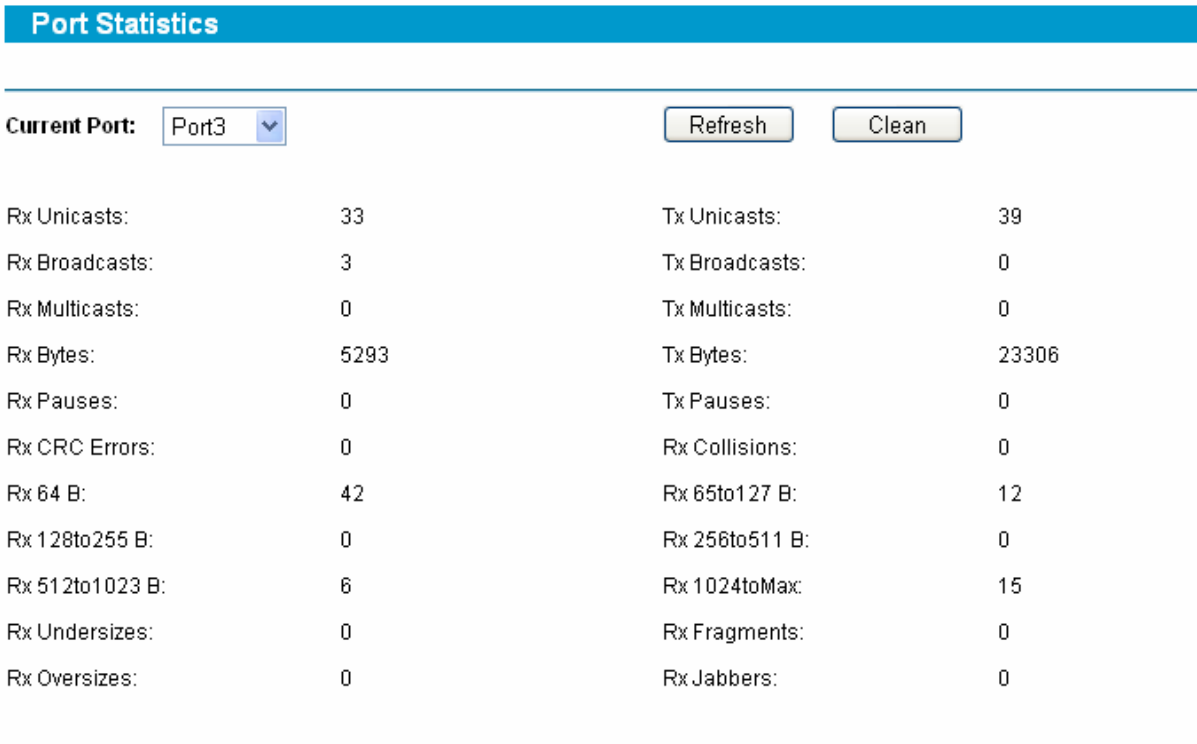 Port Statistics
Current Port: Port3 Refresh Clean
Rx Unicasts: 33 Tx Unicasts: 39
Rx Broadcasts: 3 Tx Broadcasts: 0
Rx Multicasts: 0 Tx Multicasts: 0
Rx Bytes: 5293 Tx Bytes: 23306
Rx Pauses: 0 Tx Pauses: 0
Rx CRC Errors: 0 Rx Collisions: 0
Rx 64 B: 42 Rx 65to127 B: 12
Rx 128to255 B: 0 Rx 256to511 B: 0
Rx 512to1023 B: 6 Rx 1024toMax: 15
Rx Undersizes: 0 Rx Fragments: 0
Rx Oversizes: 0 Rx Jabbers: 0